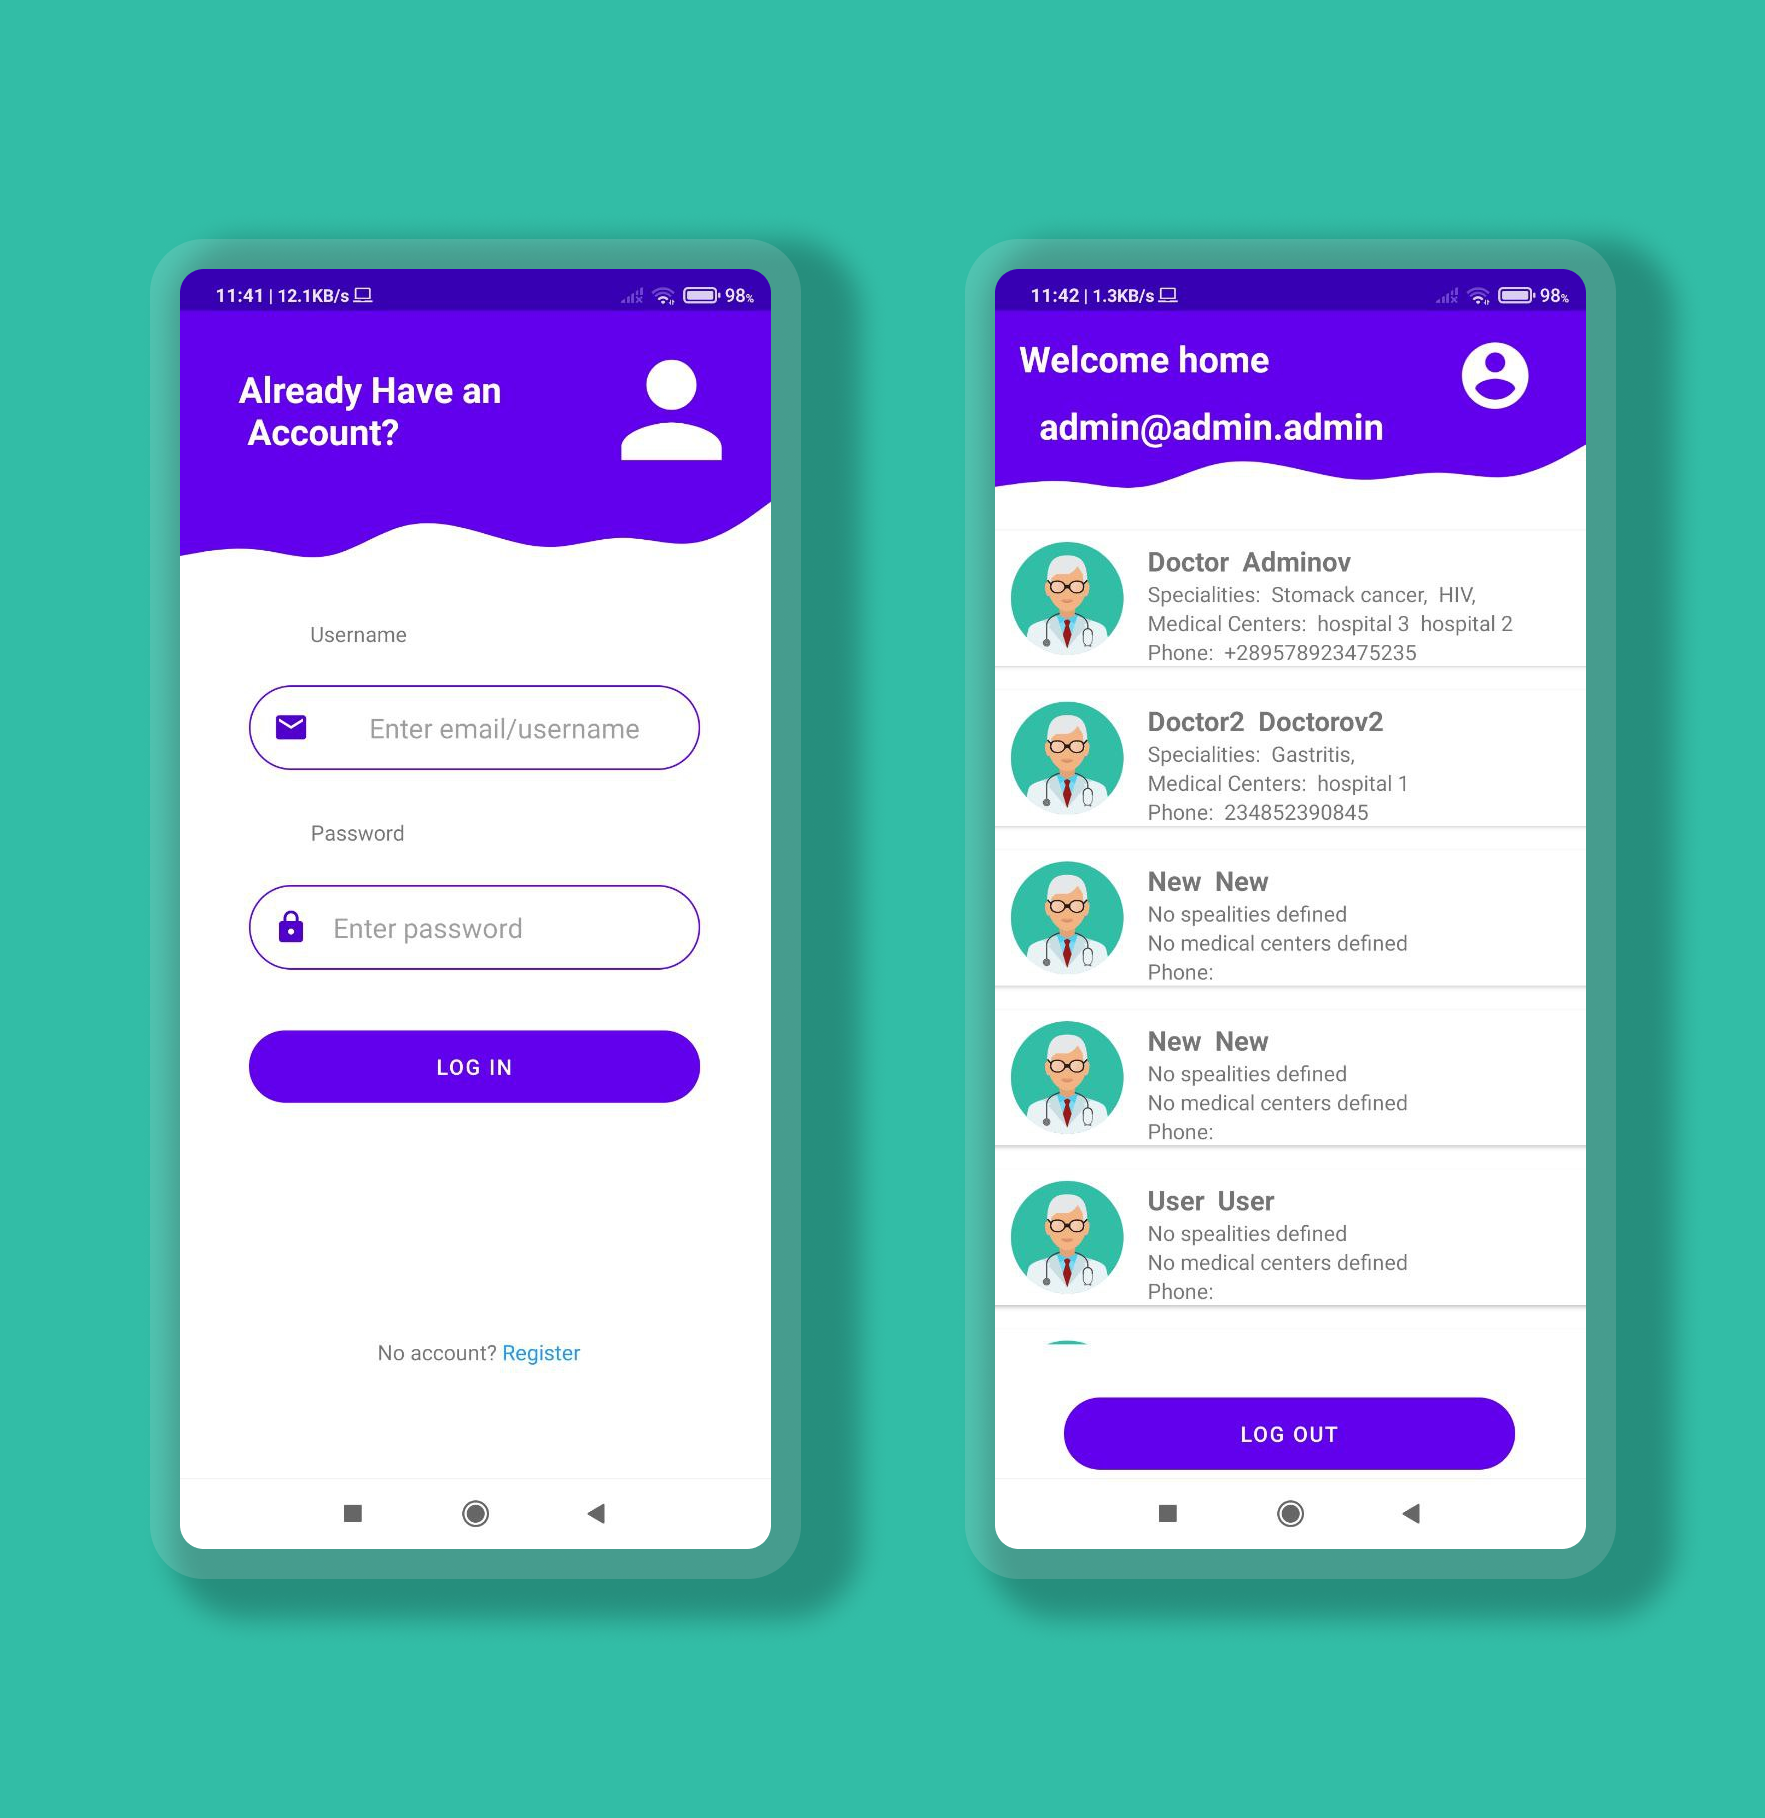 11:41 | 12.1KB/s
98%
Already Have an
Account?
Username
Enter email/username
Password
Enter password
LOG IN
No account? Register
11:42 | 1.3KB/s
98%
Welcome home
admin@admin.admin
Doctor Adminov
Specialities: Stomack cancer, HIV,
Medical Centers: hospital 3 hospital 2
Phone: +289578923475235
Doctor2 Doctorov2
Specialities: Gastritis,
Medical Centers: hospital 1
Phone: 234852390845
New New
No spealities defined
No medical centers defined
Phone:
New New
No spealities defined
No medical centers defined
Phone:
User User
No spealities defined
No medical centers defined
Phone:
LOG OUT